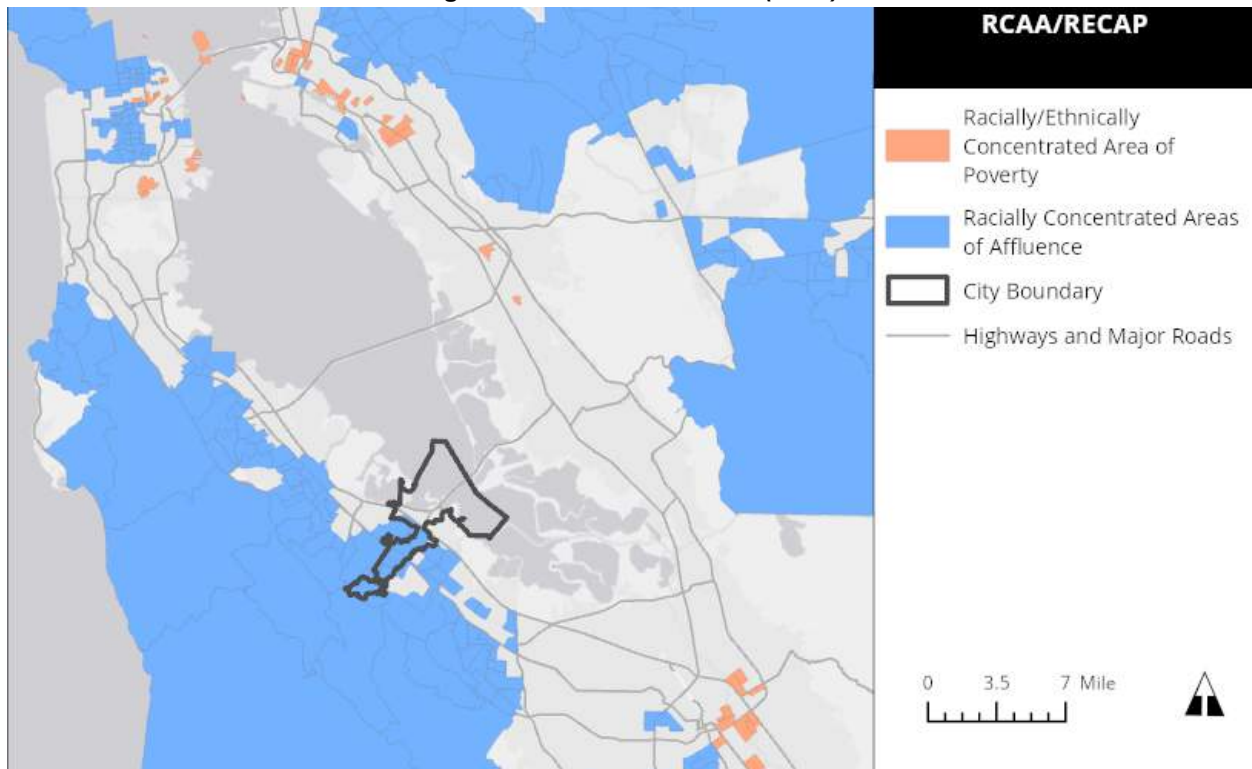 RCAA/RECAP
Racially/Ethnically
Concentrated Area of
Poverty
Racially Concentrated Areas
of Affluence
City Boundary
Highways and Major Roads
0 3.5 7 Mile